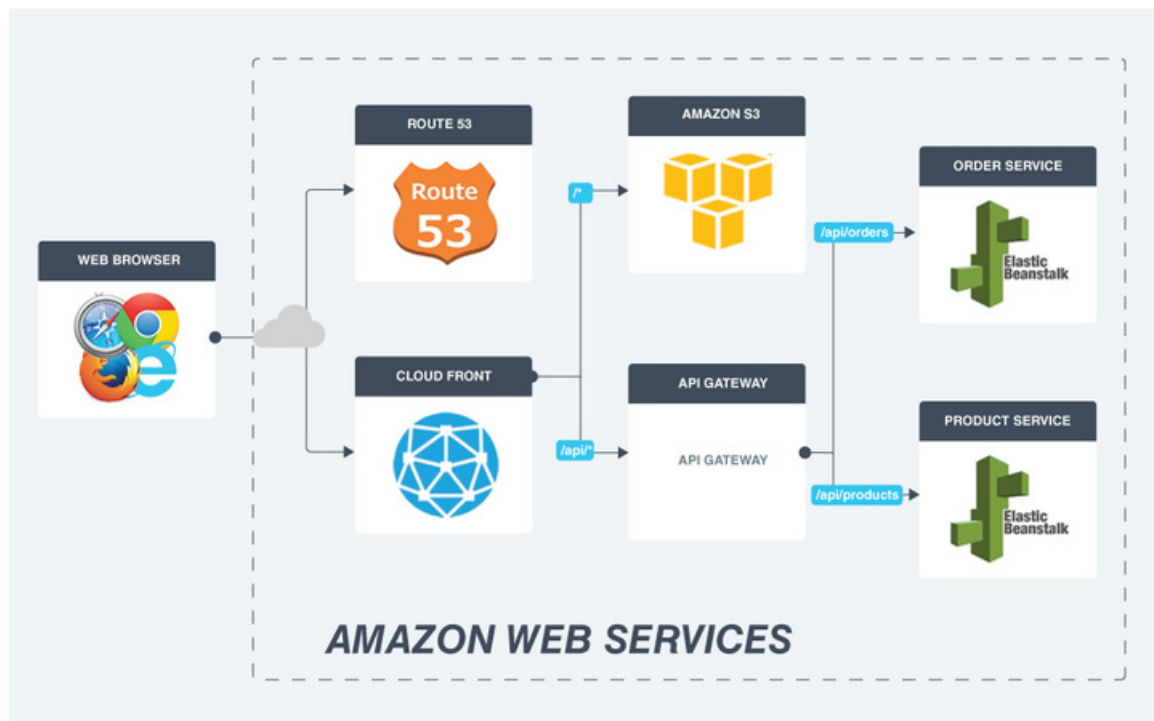 WEB BROWSER
ROUTE 53
Route
53
CLOUD FRONT
/*
/api/*
AMAZON S3
API GATEWAY
API GATEWAY
/api/orders
/api/products
ORDER SERVICE
Elastic
Beanstalk
PRODUCT SERVICE
Elastic
Beanstalk
AMAZON WEB SERVICES